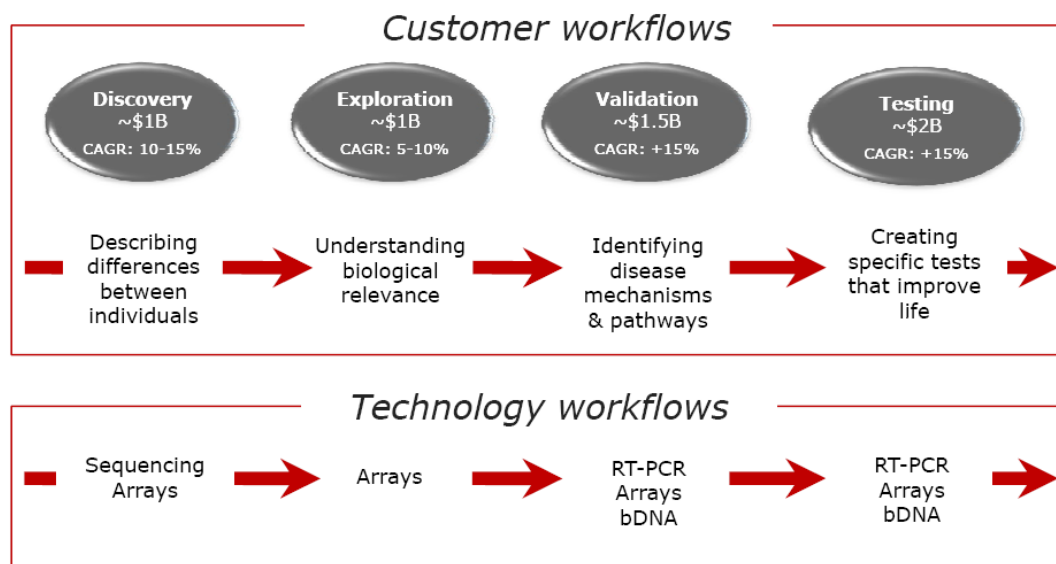 Customer workflows
Discovery
~$1B
CAGR: 10-15%
Exploration
~$1B
CAGR: 5-10%
Validation
~$1.5B
CAGR: +15%
Testing
~$2B
CAGR: +15%
Describing
differences
between
individuals
Understanding
biological
relevance
Identifying
disease
mechanisms
& pathways
Creating
specific tests
that improve
life
Technology workflows
Sequencing
Arrays
Arrays
RT-PCR
Arrays
bDNA
RT-PCR
Arrays
bDNA